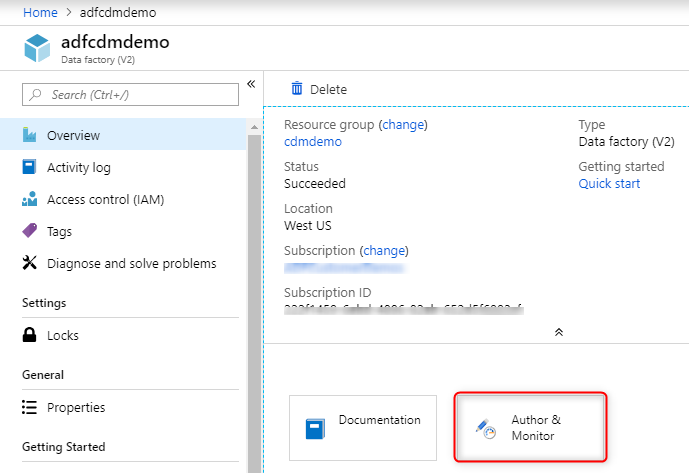 Home > adfcdmdemo
adfcdmdemo
Data factory (V2)
Search (Ctrl+/)
«
Overview
Activity log
Access control (IAM)
Tags
Diagnose and solve problems
Settings
Locks
General
Properties
Getting Started
Delete
Resource group (change)
cdmdemo
Status
Succeeded
Location
West US
Subscription (change)
Subscription ID
Type
Data factory (V2)
Getting started
Quick start
Documentation
Author &
Monitor